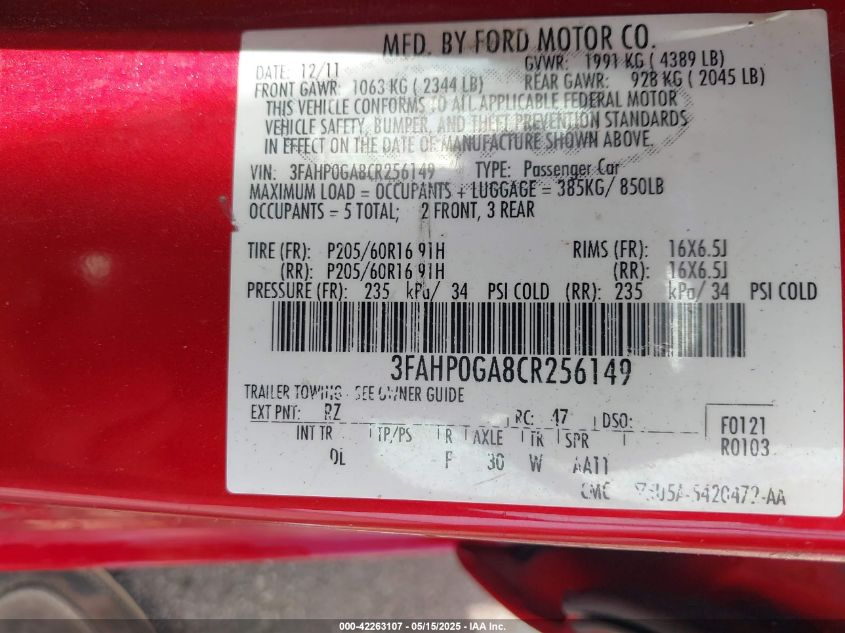 MFD. BY FORD MOTOR CO.
DATE: 12/11 GVWR: 1991 KG ( 4389 LB)
FRONT GAWR: 1063 KG ( 2344 LB) REAR GAWR: 928 KG ( 2045 LB)
THIS VEHICLE CONFORMS TO ALL APPLICABLE FEDERAL MOTOR
VEHICLE SAFETY, BUMPER, AND THEFT PREVENTION STANDARDS
IN EFFECT ON THE DATE OF MANUFACTURE SHOWN ABOVE.
VIN: 3FAHP0GA8CR256149 TYPE: Passenger Car
MAXIMUM LOAD = OCCUPANTS + LUGGAGE = 385KG/ 850LB
OCCUPANTS = 5 TOTAL; 2 FRONT, 3 REAR
TIRE (FR): P205/60R16 91H RIMS (FR): 16X6.5J
(RR): P205/60R16 91H (RR): 16X6.5J
PRESSURE (FR): 235 kPa/ 34 PSI COLD (RR): 235 kPa/ 34 PSI COLD
3FAHP0GA8CR256149
TRAILER TOWING - SEE OWNER GUIDE
EXT PNT: RZ RC: 47 DSO: F0121
INT TR TP/PS R AXLE TR SPR R0103
30 W AA11
000-42263107 - 05/15/2025 - IAA Inc.